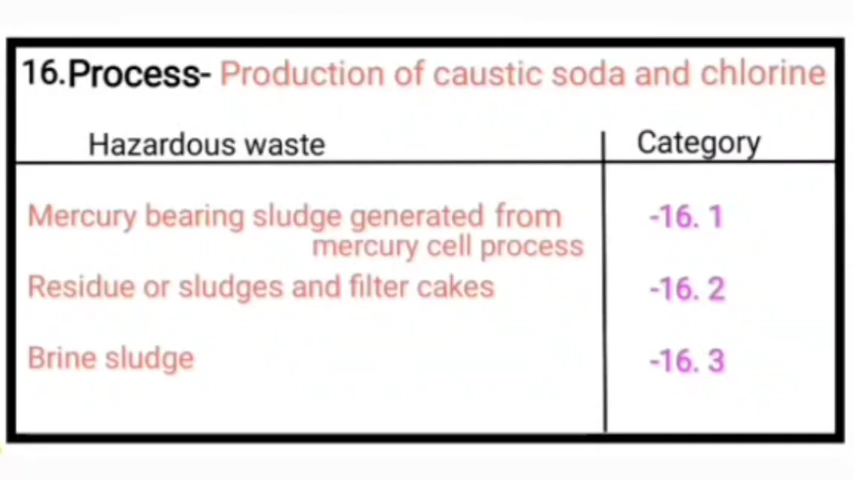 16.Process- Production of caustic soda and chlorine
Hazardous waste Category
Mercury bearing sludge generated from -16. 1
mercury cell process
Residue or sludges and filter cakes -16. 2
Brine sludge -16. 3